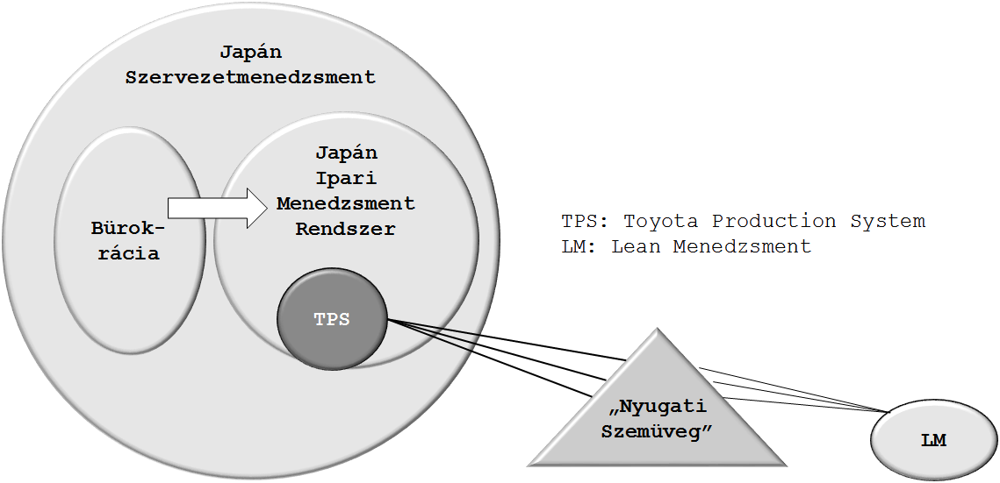 Japán
Szervezetmenedzsment
Japán
Ipari
Menedzsment
Rendszer
Bürok-
rácia
TPS
TPS: Toyota Production System
LM: Lean Menedzsment
„Nyugati
Szemüveg”
LM